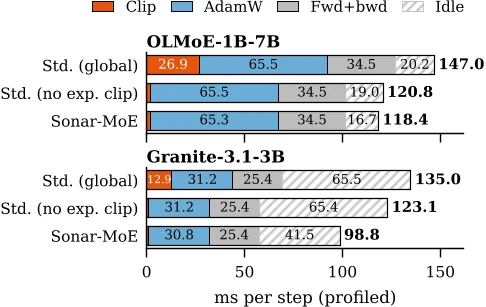 Clip AdamW Fwd+bwd Idle
OLMoE-1B-7B
Std. (global) 26.9 65.5 34.5 20.2 147.0
Std. (no exp. clip) 65.5 34.5 19.0 120.8
Sonar-MoE 65.3 34.5 16.7 118.4
Granite-3.1-3B
Std. (global) 12.9 31.2 25.4 65.5 135.0
Std. (no exp. clip) 31.2 25.4 65.4 123.1
Sonar-MoE 30.8 25.4 41.5 98.8
0 50 100 150
ms per step (profiled)